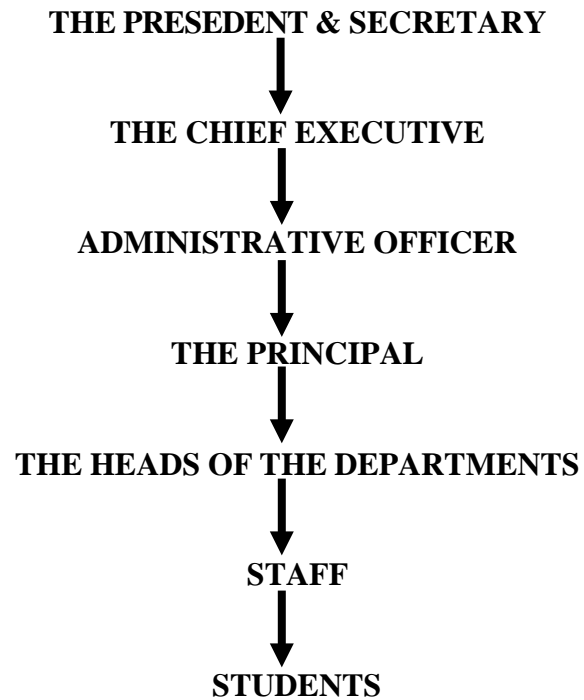 THE PRESEDENT & SECRETARY
THE CHIEF EXECUTIVE
ADMINISTRATIVE OFFICER
THE PRINCIPAL
THE HEADS OF THE DEPARTMENTS
STAFF
STUDENTS